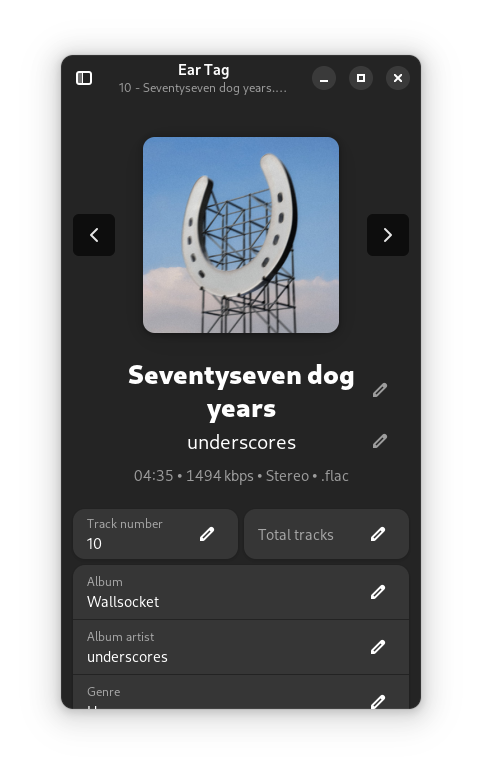 Ear Tag
10 - Seventyseven dog years.…
Seventyseven dog
years
underscores
04:35 • 1494 kbps • Stereo • .flac
Track number
10
Total tracks
Album
Wallsocket
Album artist
underscores
Genre